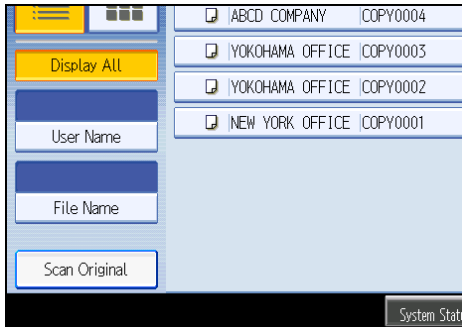 ABCD COMPANY COPY0004
YOKOHAMA OFFICE COPY0003
Display All
YOKOHAMA OFFICE COPY0002
NEW YORK OFFICE COPY0001
User Name
File Name
Scan Original
System Statu